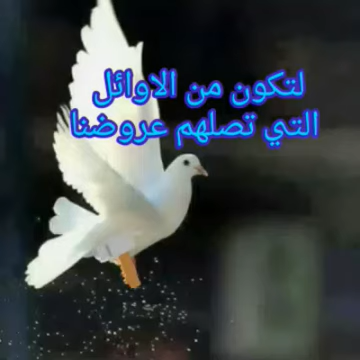 لتكون من الاوائل
التي تصلهم عروضنا